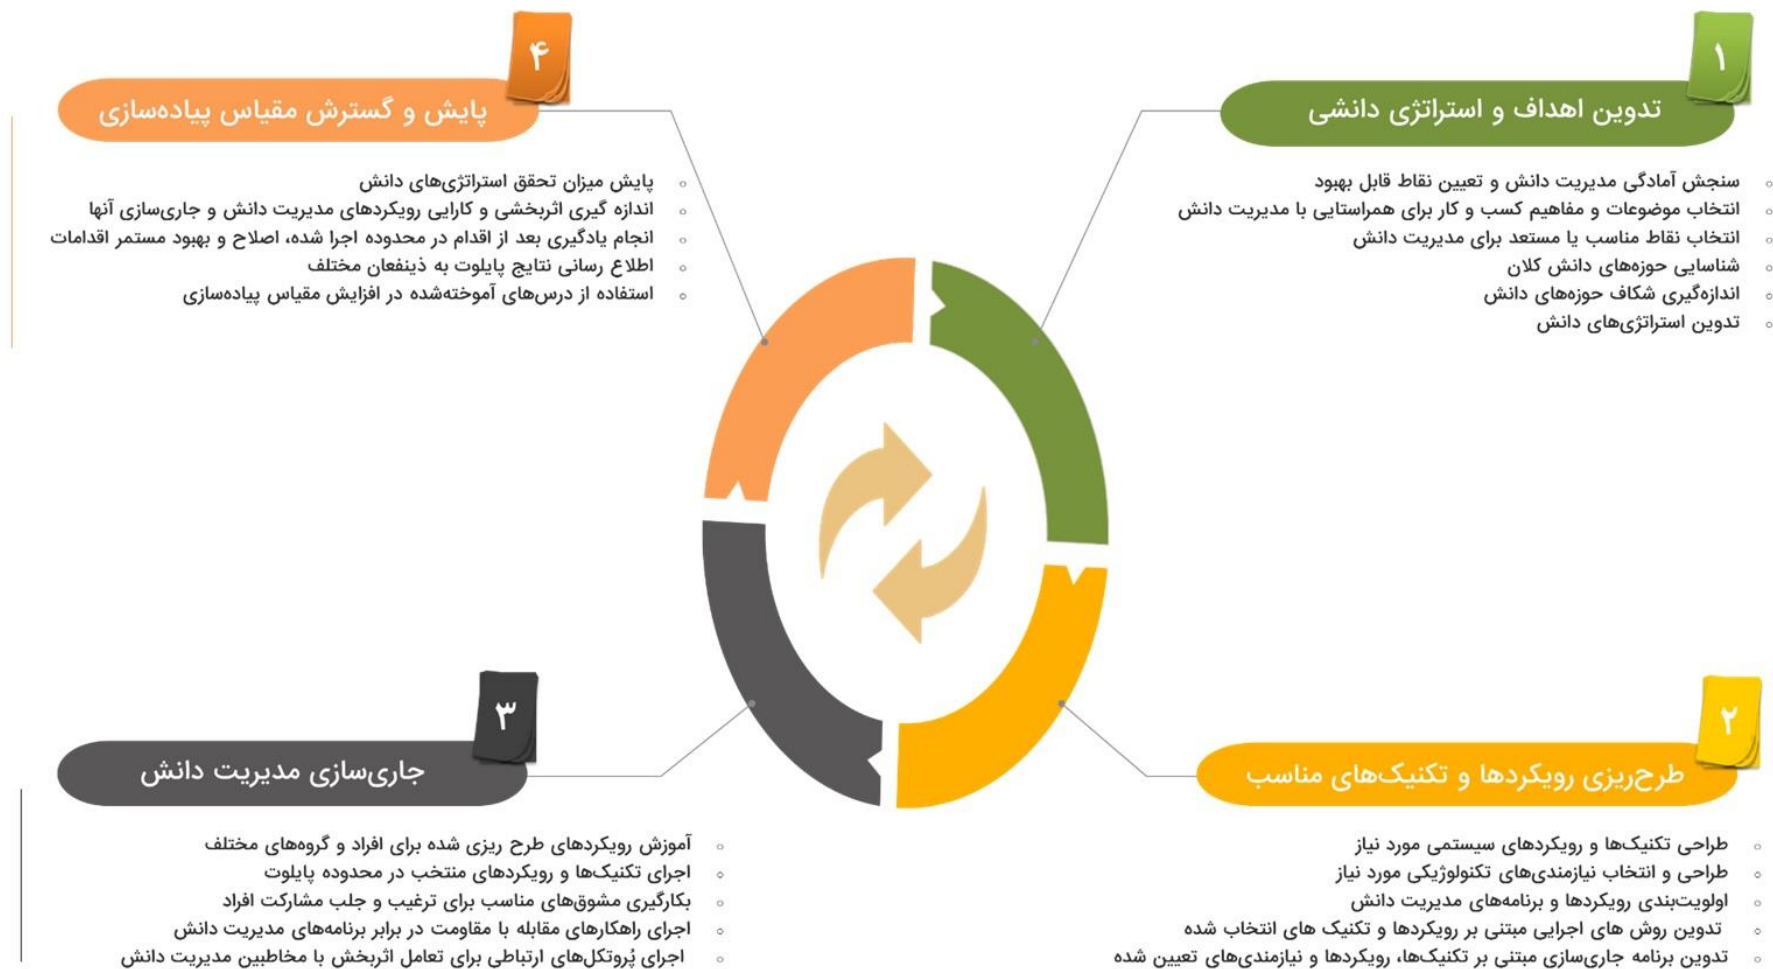 ۱
تدوین اهداف و استراتژی دانشی
سنجش آمادگی مدیریت دانش و تعیین نقاط قابل بهبود
انتخاب موضوعات و مفاهیم کسب و کار برای همراستایی با مدیریت دانش
انتخاب نقاط مناسب یا مستعد برای مدیریت دانش
شناسایی حوزه‌های دانش کلان
اندازه‌گیری شکاف حوزه‌های دانش
تدوین استراتژی‌های دانش
۲
طرح‌ریزی رویکردها و تکنیک‌های مناسب
طراحی تکنیک‌ها و رویکردهای سیستمی مورد نیاز
طراحی و انتخاب نیازمندی‌های تکنولوژیکی مورد نیاز
اولویت‌بندی رویکردها و برنامه‌های مدیریت دانش
تدوین روش های اجرایی مبتنی بر رویکردها و تکنیک های انتخاب شده
تدوین برنامه جاری‌سازی مبتنی بر تکنیک‌ها، رویکردها و نیازمندی‌های تعیین شده
۳
جاری‌سازی مدیریت دانش
آموزش رویکردهای طرح ریزی شده برای افراد و گروه‌های مختلف
اجرای تکنیک‌ها و رویکردهای منتخب در محدوده پایلوت
بکارگیری مشوق‌های مناسب برای ترغیب و جلب مشارکت افراد
اجرای راهکارهای مقابله با مقاومت در برابر برنامه‌های مدیریت دانش
اجرای پُروتکل‌های ارتباطی برای تعامل اثربخش با مخاطبین مدیریت دانش
۴
پایش و گسترش مقیاس پیاده‌سازی
پایش میزان تحقق استراتژی‌های دانش
اندازه گیری اثربخشی و کارایی رویکردهای مدیریت دانش و جاری‌سازی آنها
انجام یادگیری بعد از اقدام در محدوده اجرا شده، اصلاح و بهبود مستمر اقدامات
اطلاع رسانی نتایج پایلوت به ذینفعان مختلف
استفاده از درس‌های آموخته‌شده در افزایش مقیاس پیاده‌سازی